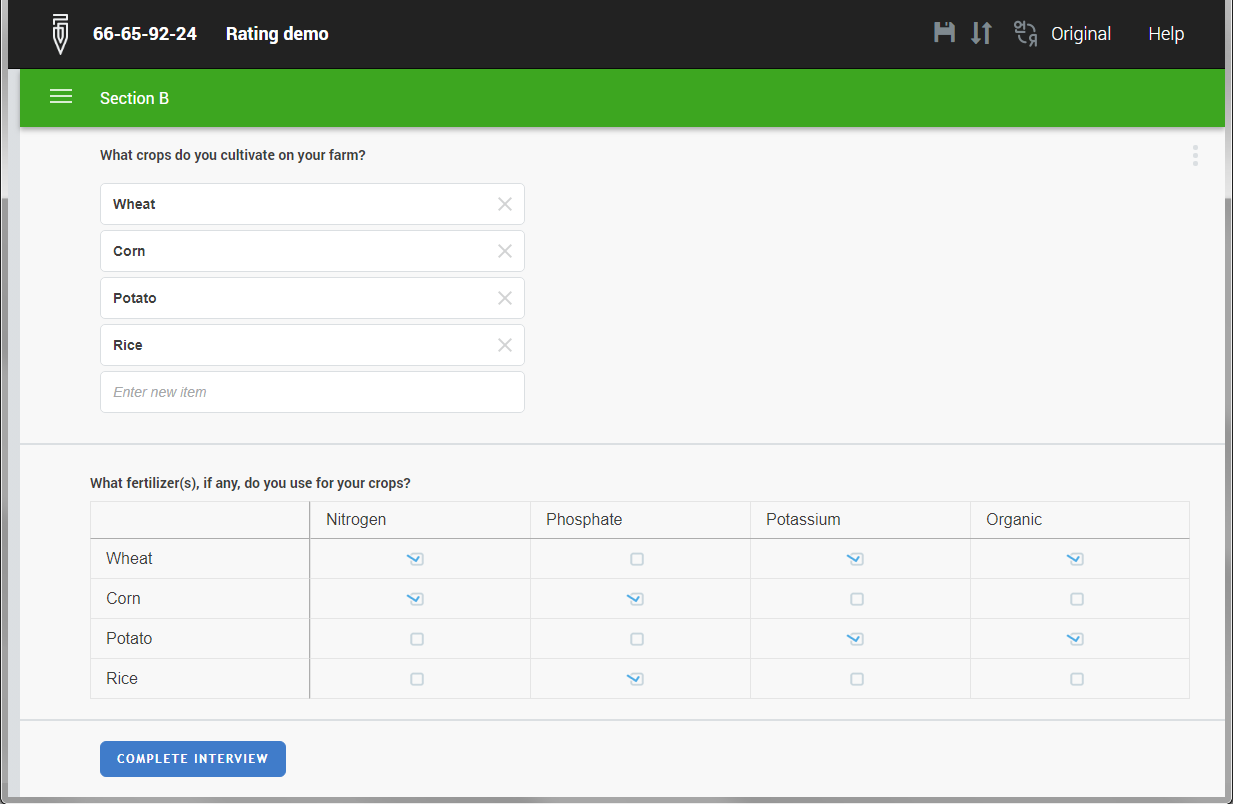 66-65-92-24 Rating demo Original Help
Section B
What crops do you cultivate on your farm?
Wheat
Corn
Potato
Rice
Enter new item
What fertilizer(s), if any, do you use for your crops?
Nitrogen Phosphate Potassium Organic
Wheat
Corn
Potato
Rice
COMPLETE INTERVIEW